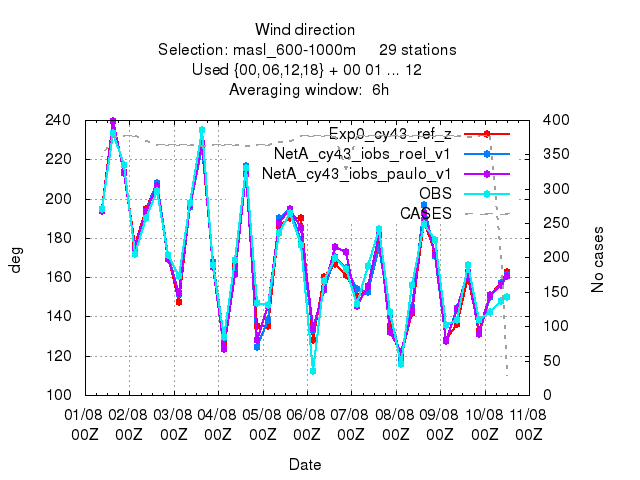 Wind direction
Selection: masl_600-1000m 29 stations
Used {00,06,12,18} + 00 01 ... 12
Averaging window: 6h
Exp0_cy43_ref_z
NetA_cy43_iobs_roel_v1
NetA_cy43_iobs_paulo_v1
OBS
CASES
deg
240
220
200
180
160
140
120
100
No cases
400
350
300
250
200
150
100
50
0
01/08 02/08 03/08 04/08 05/08 06/08 07/08 08/08 09/08 10/08 11/08
00Z 00Z 00Z 00Z 00Z 00Z 00Z 00Z 00Z 00Z 00Z
Date